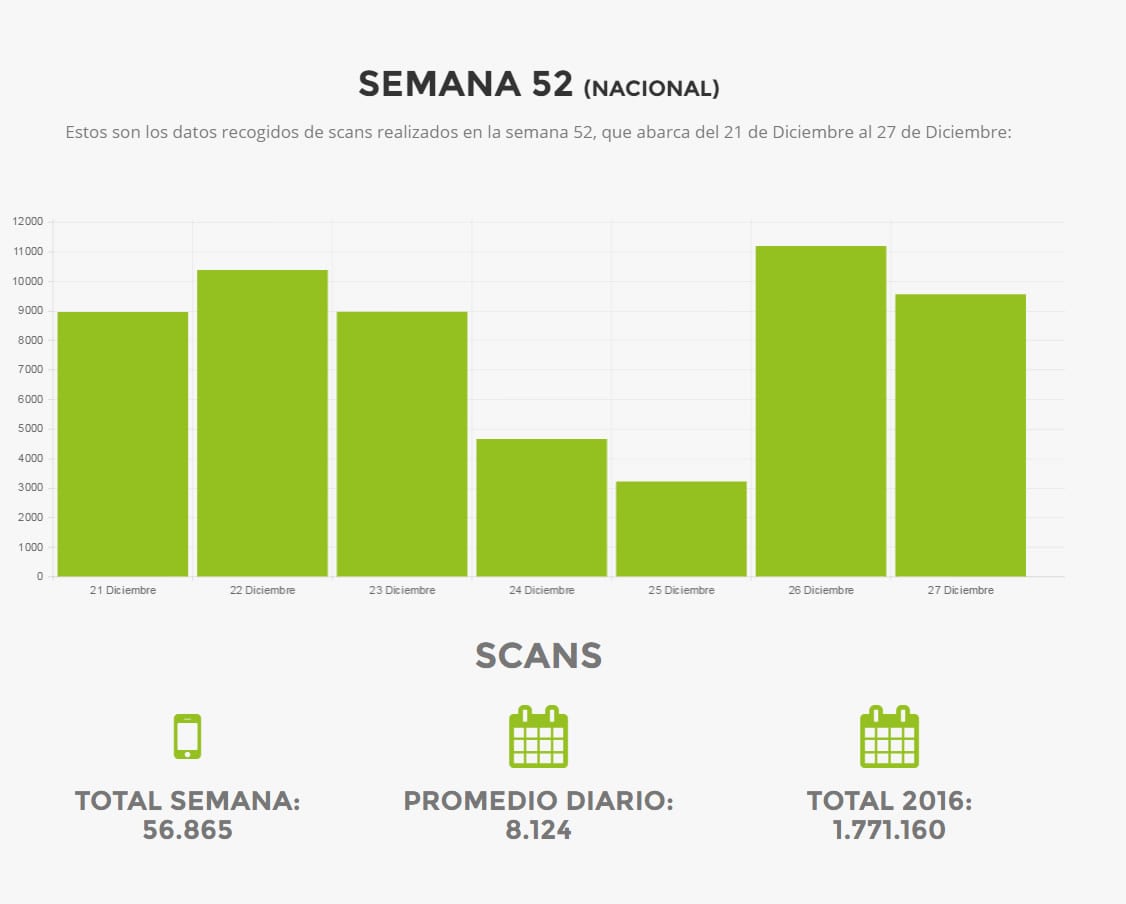 SEMANA 52 (NACIONAL)
Estos son los datos recogidos de scans realizados en la semana 52, que abarca del 21 de Diciembre al 27 de Diciembre:
12000
11000
10000
9000
8000
7000
6000
5000
4000
3000
2000
1000
0
21 Diciembre
22 Diciembre
23 Diciembre
24 Diciembre
25 Diciembre
26 Diciembre
27 Diciembre
SCANS
TOTAL SEMANA:
56.865
PROMEDIO DIARIO:
8.124
TOTAL 2016:
1.771.160